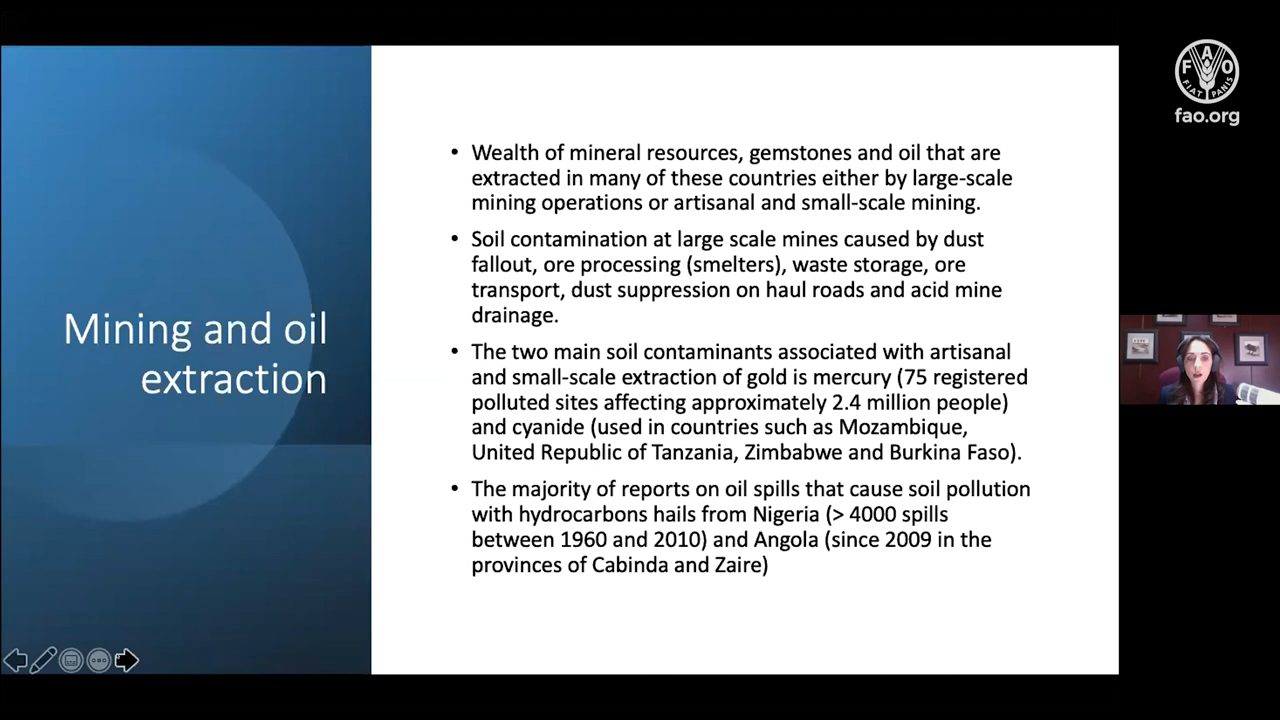 Mining and oil
extraction
• Wealth of mineral resources, gemstones and oil that are
extracted in many of these countries either by large-scale
mining operations or artisanal and small-scale mining.
• Soil contamination at large scale mines caused by dust
fallout, ore processing (smelters), waste storage, ore
transport, dust suppression on haul roads and acid mine
drainage.
• The two main soil contaminants associated with artisanal
and small-scale extraction of gold is mercury (75 registered
polluted sites affecting approximately 2.4 million people)
and cyanide (used in countries such as Mozambique,
United Republic of Tanzania, Zimbabwe and Burkina Faso).
• The majority of reports on oil spills that cause soil pollution
with hydrocarbons hails from Nigeria (> 4000 spills
between 1960 and 2010) and Angola (since 2009 in the
provinces of Cabinda and Zaire)
FAO
FIAT PANIS
fao.org